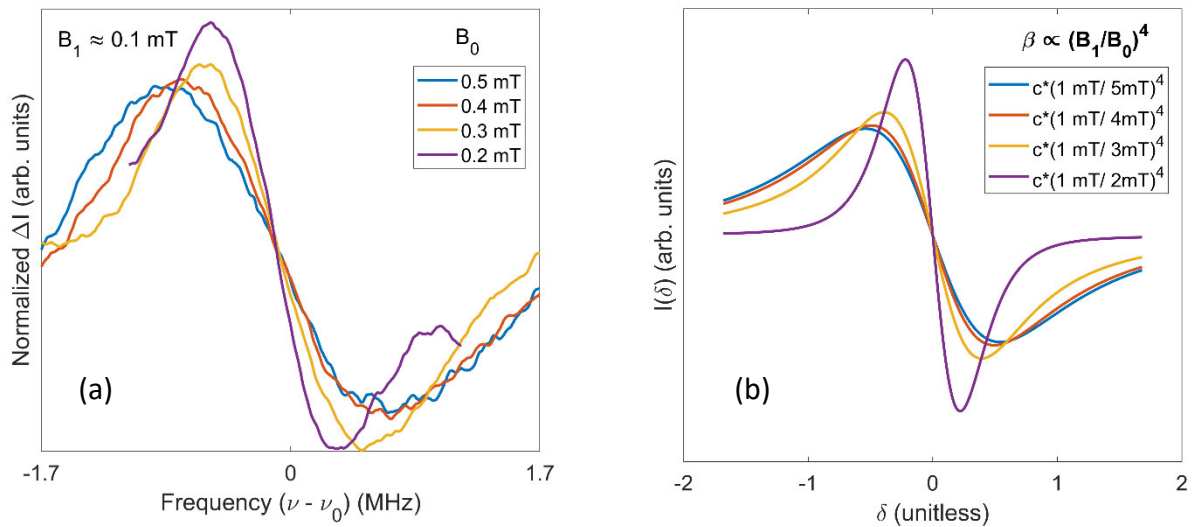 B₁ ≈ 0.1 mT
B₀
0.5 mT
0.4 mT
0.3 mT
0.2 mT
(a)
Normalized ΔI (arb. units)
-1.7
0
1.7
Frequency (ν - ν₀) (MHz)
β ∝ (B₁/B₀)⁴
c*(1 mT/ 5mT)⁴
c*(1 mT/ 4mT)⁴
c*(1 mT/ 3mT)⁴
c*(1 mT/ 2mT)⁴
(b)
I(δ) (arb. units)
-2
-1
0
1
2
δ (unitless)